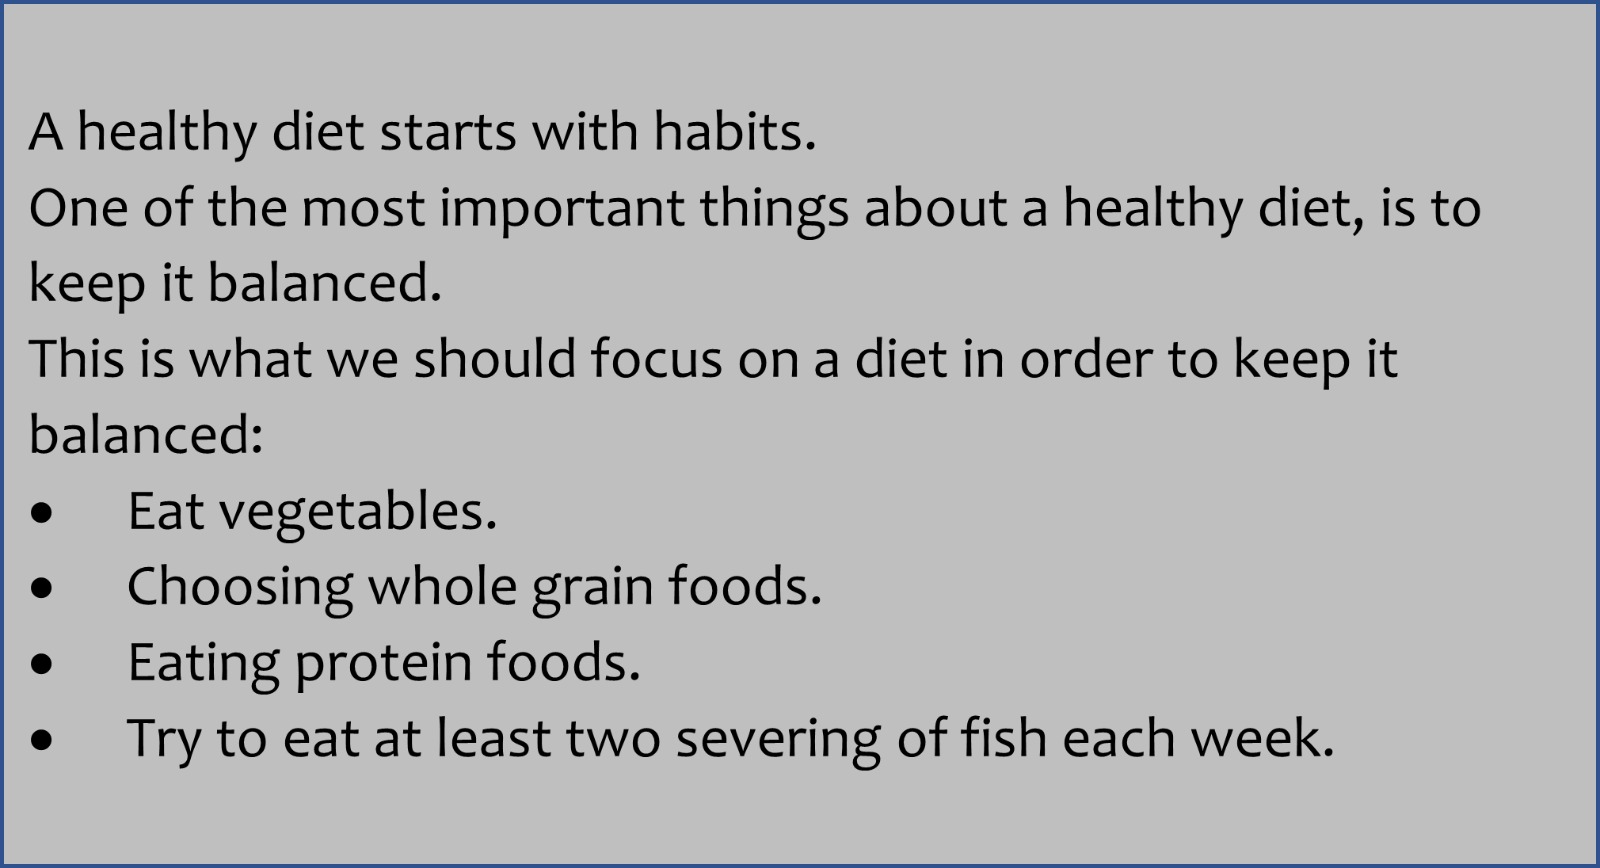 A healthy diet starts with habits.
One of the most important things about a healthy diet, is to
keep it balanced.
This is what we should focus on a diet in order to keep it
balanced:
• Eat vegetables.
• Choosing whole grain foods.
• Eating protein foods.
• Try to eat at least two severing of fish each week.